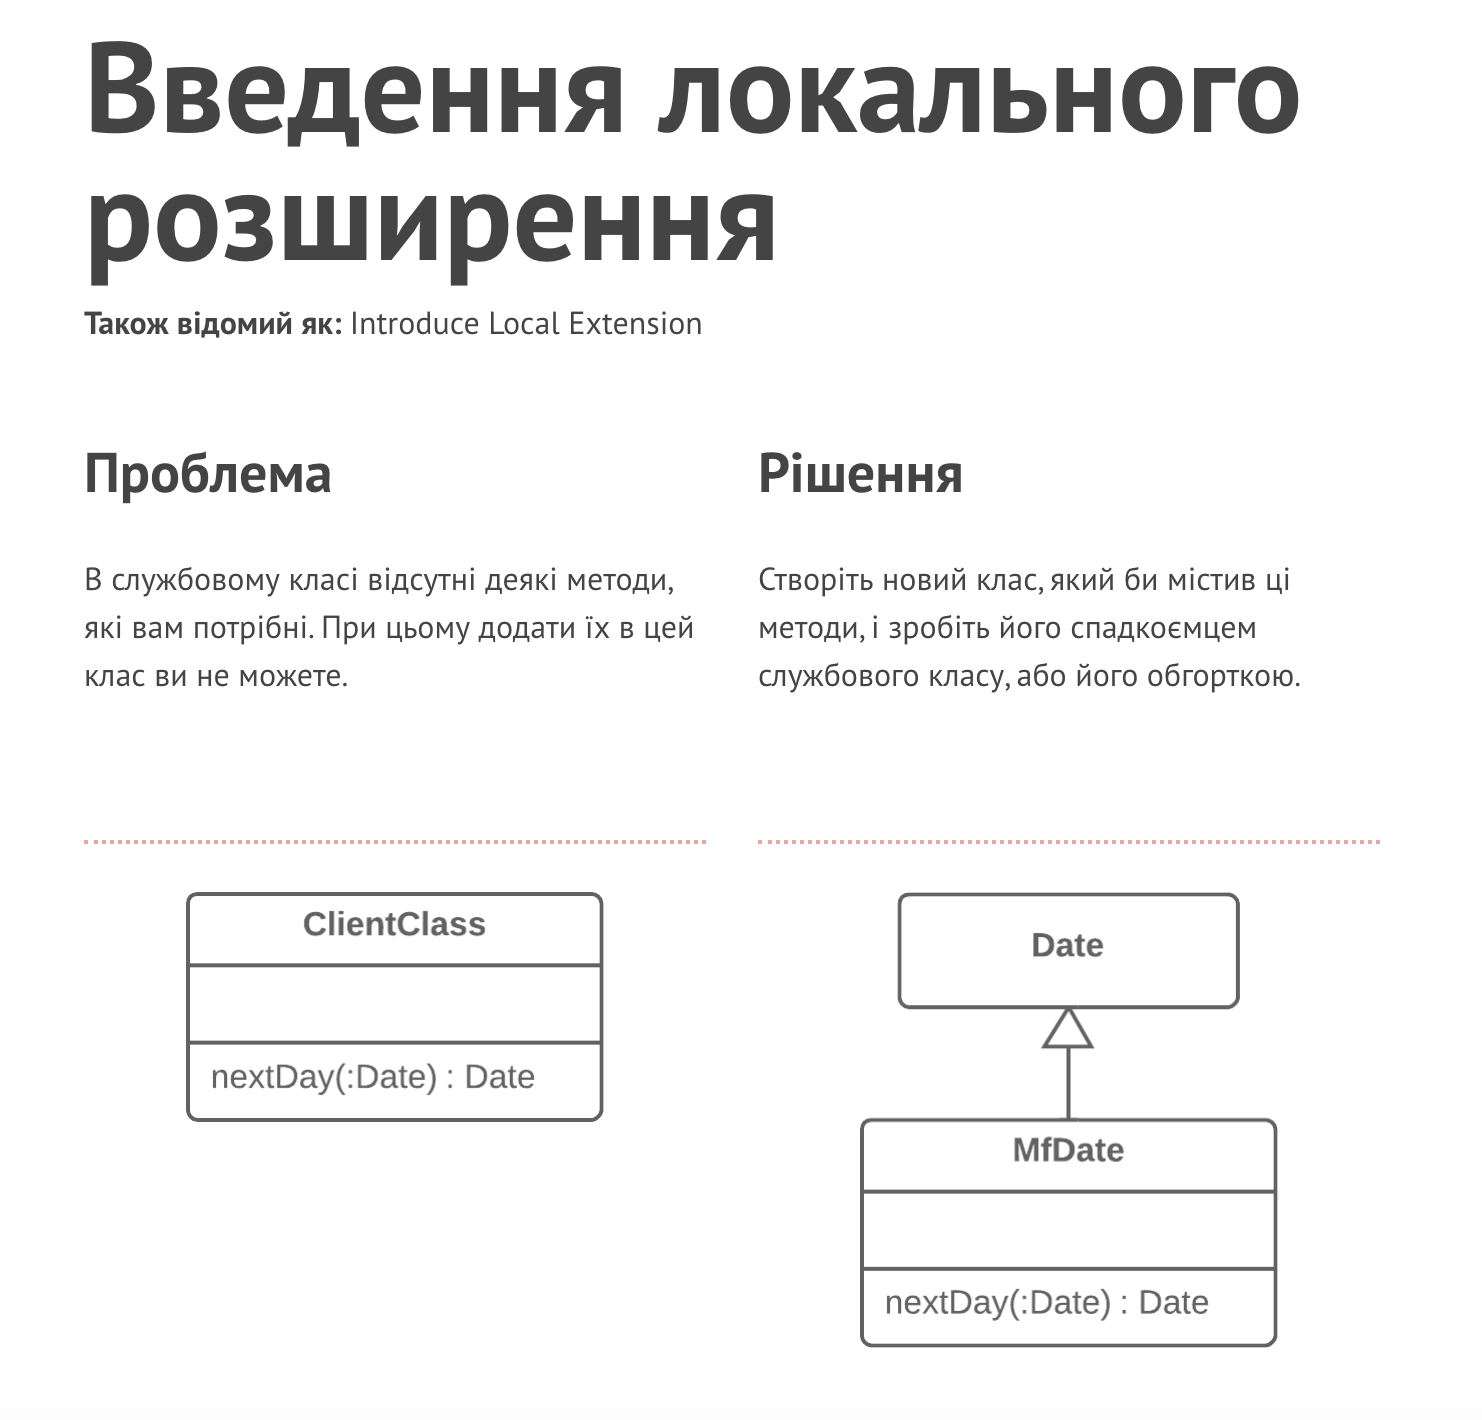 Введення локального
розширення
Також відомий як: Introduce Local Extension
Проблема
В службовому класі відсутні деякі методи,
які вам потрібні. При цьому додати їх в цей
клас ви не можете.
Рішення
Створіть новий клас, який би містив ці
методи, і зробіть його спадкоємцем
службового класу, або його обгорткою.
ClientClass
nextDay(:Date) : Date
Date
MfDate
nextDay(:Date) : Date